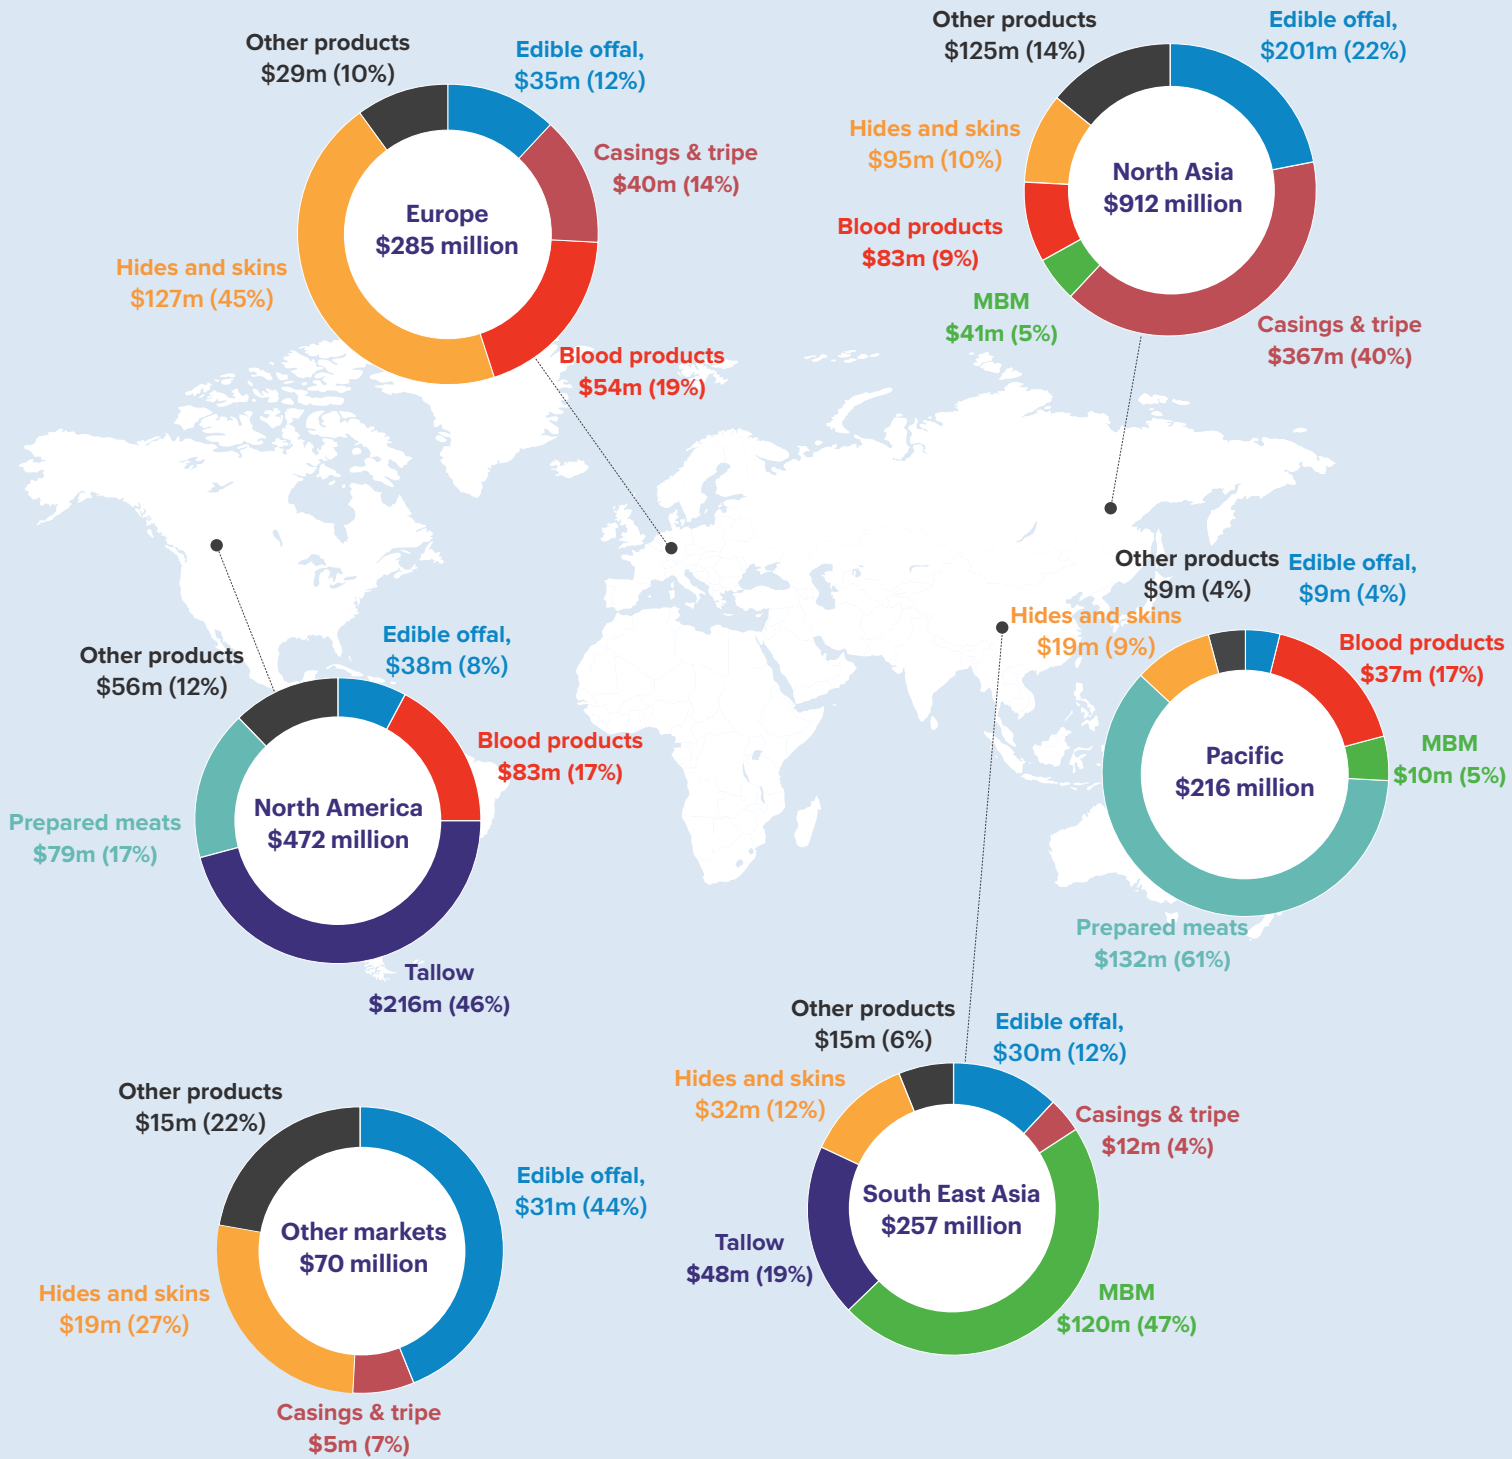 Other products
$29m (10%)
Edible offal,
$35m (12%)
Casings & tripe
$40m (14%)
Europe
$285 million
Hides and skins
$127m (45%)
Blood products
$54m (19%)
Other products
$125m (14%)
Edible offal,
$201m (22%)
Hides and skins
$95m (10%)
North Asia
$912 million
Blood products
$83m (9%)
MBM
$41m (5%)
Casings & tripe
$367m (40%)
Other products
$56m (12%)
Edible offal,
$38m (8%)
Blood products
$83m (17%)
North America
$472 million
Prepared meats
$79m (17%)
Tallow
$216m (46%)
Other products
$9m (4%)
Edible offal,
$9m (4%)
Hides and skins
$19m (9%)
Blood products
$37m (17%)
MBM
$10m (5%)
Pacific
$216 million
Prepared meats
$132m (61%)
Other products
$15m (22%)
Edible offal,
$31m (44%)
Other markets
$70 million
Hides and skins
$19m (27%)
Casings & tripe
$5m (7%)
Other products
$15m (6%)
Edible offal,
$30m (12%)
Hides and skins
$32m (12%)
Casings & tripe
$12m (4%)
South East Asia
$257 million
Tallow
$48m (19%)
MBM
$120m (47%)